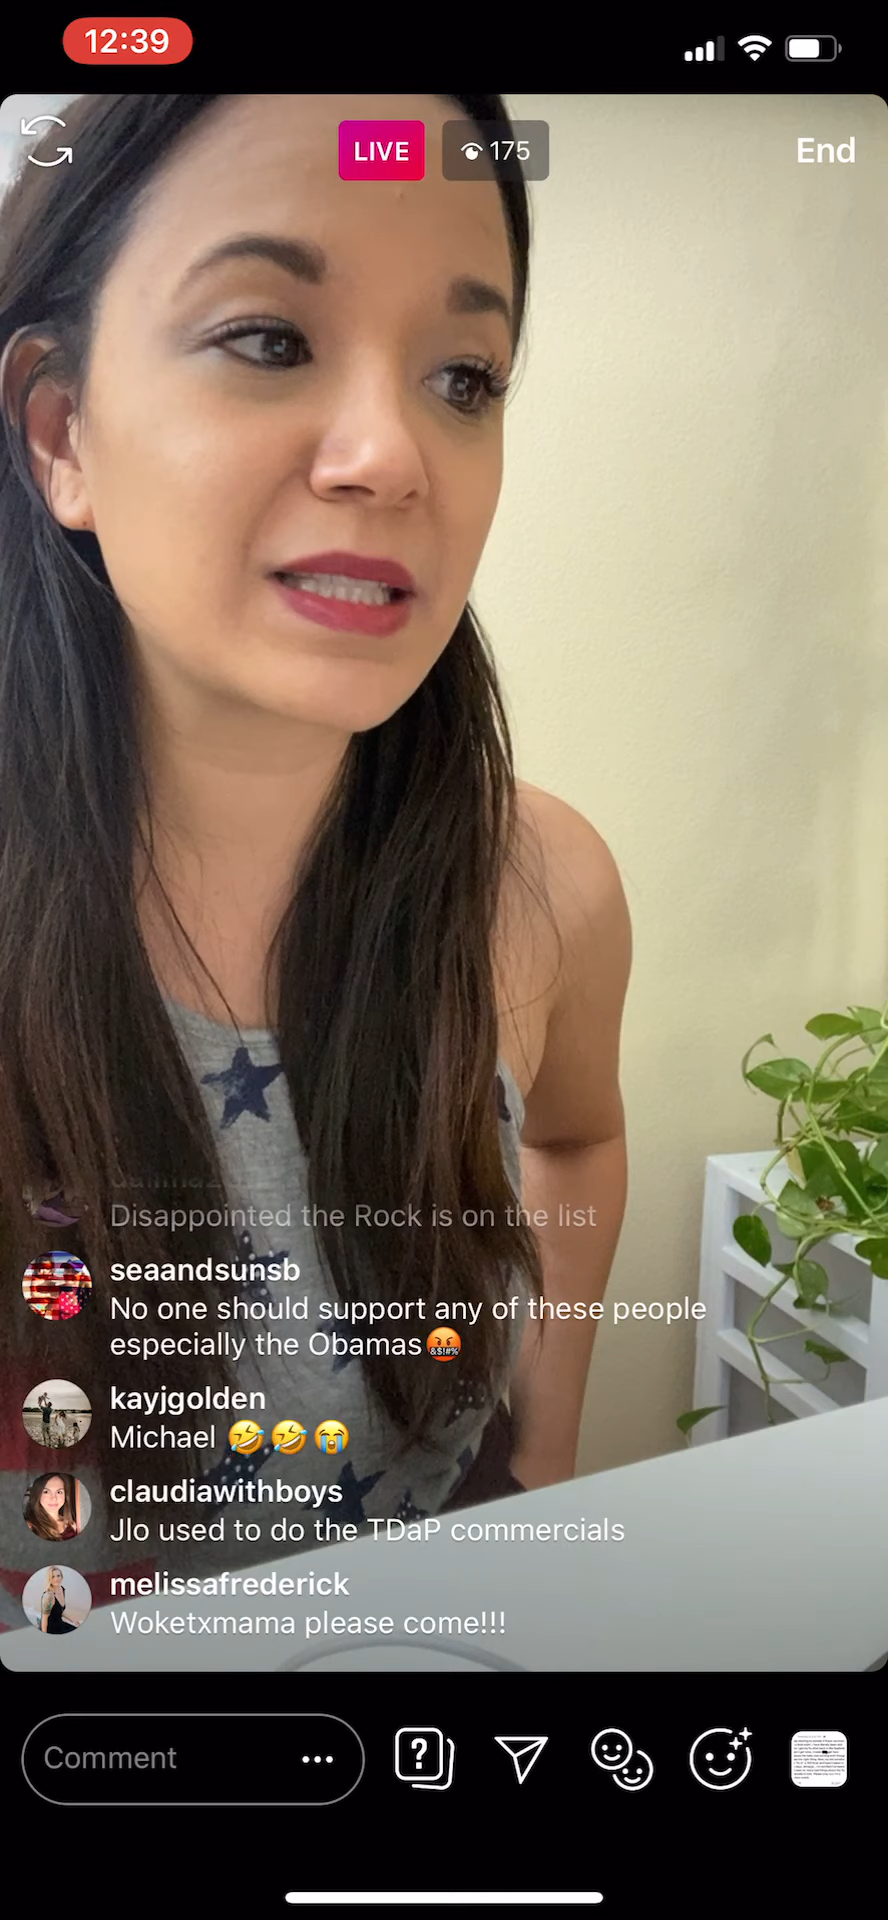 12:39
LIVE
175
End
Disappointed the Rock is on the list
seaandsunsb
No one should support any of these people
especially the Obamas
kayjgolden
Michael
claudiawithboys
Jlo used to do the TDaP commercials
melissafrederick
Woketxmama please come!!!
Comment